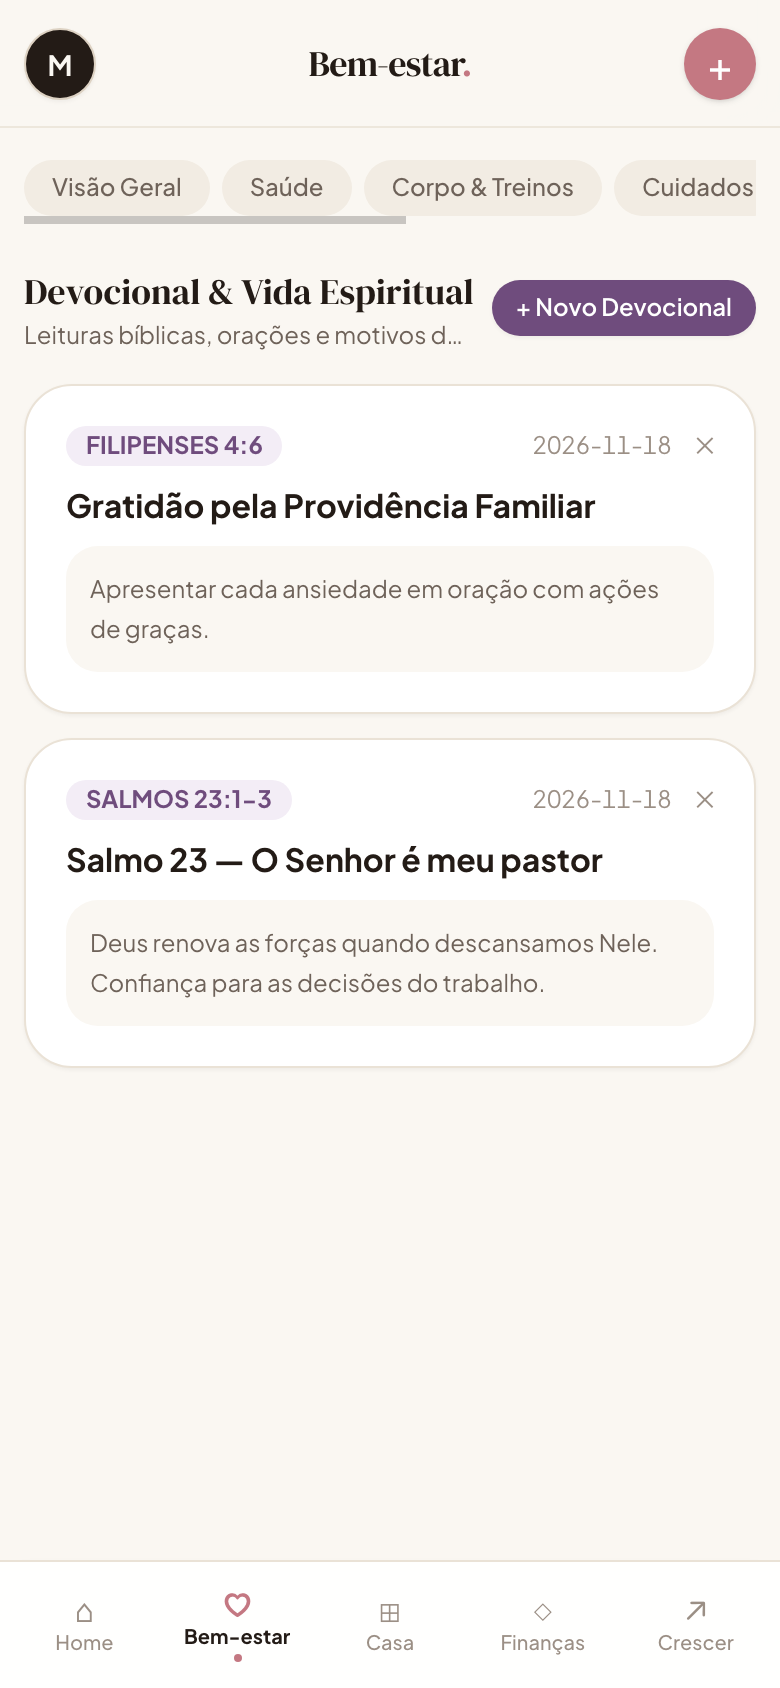 M
Bem-estar.
+
Visão Geral
Saúde
Corpo & Treinos
Cuidados
Devocional & Vida Espiritual
Leituras bíblicas, orações e motivos d...
+ Novo Devocional
FILIPENSES 4:6
2026-11-18 ×
Gratidão pela Providência Familiar
Apresentar cada ansiedade em oração com ações
de graças.
SALMOS 23:1-3
2026-11-18 ×
Salmo 23 — O Senhor é meu pastor
Deus renova as forças quando descansamos Nele.
Confiança para as decisões do trabalho.
Home
Bem-estar
Casa
Finanças
Crescer